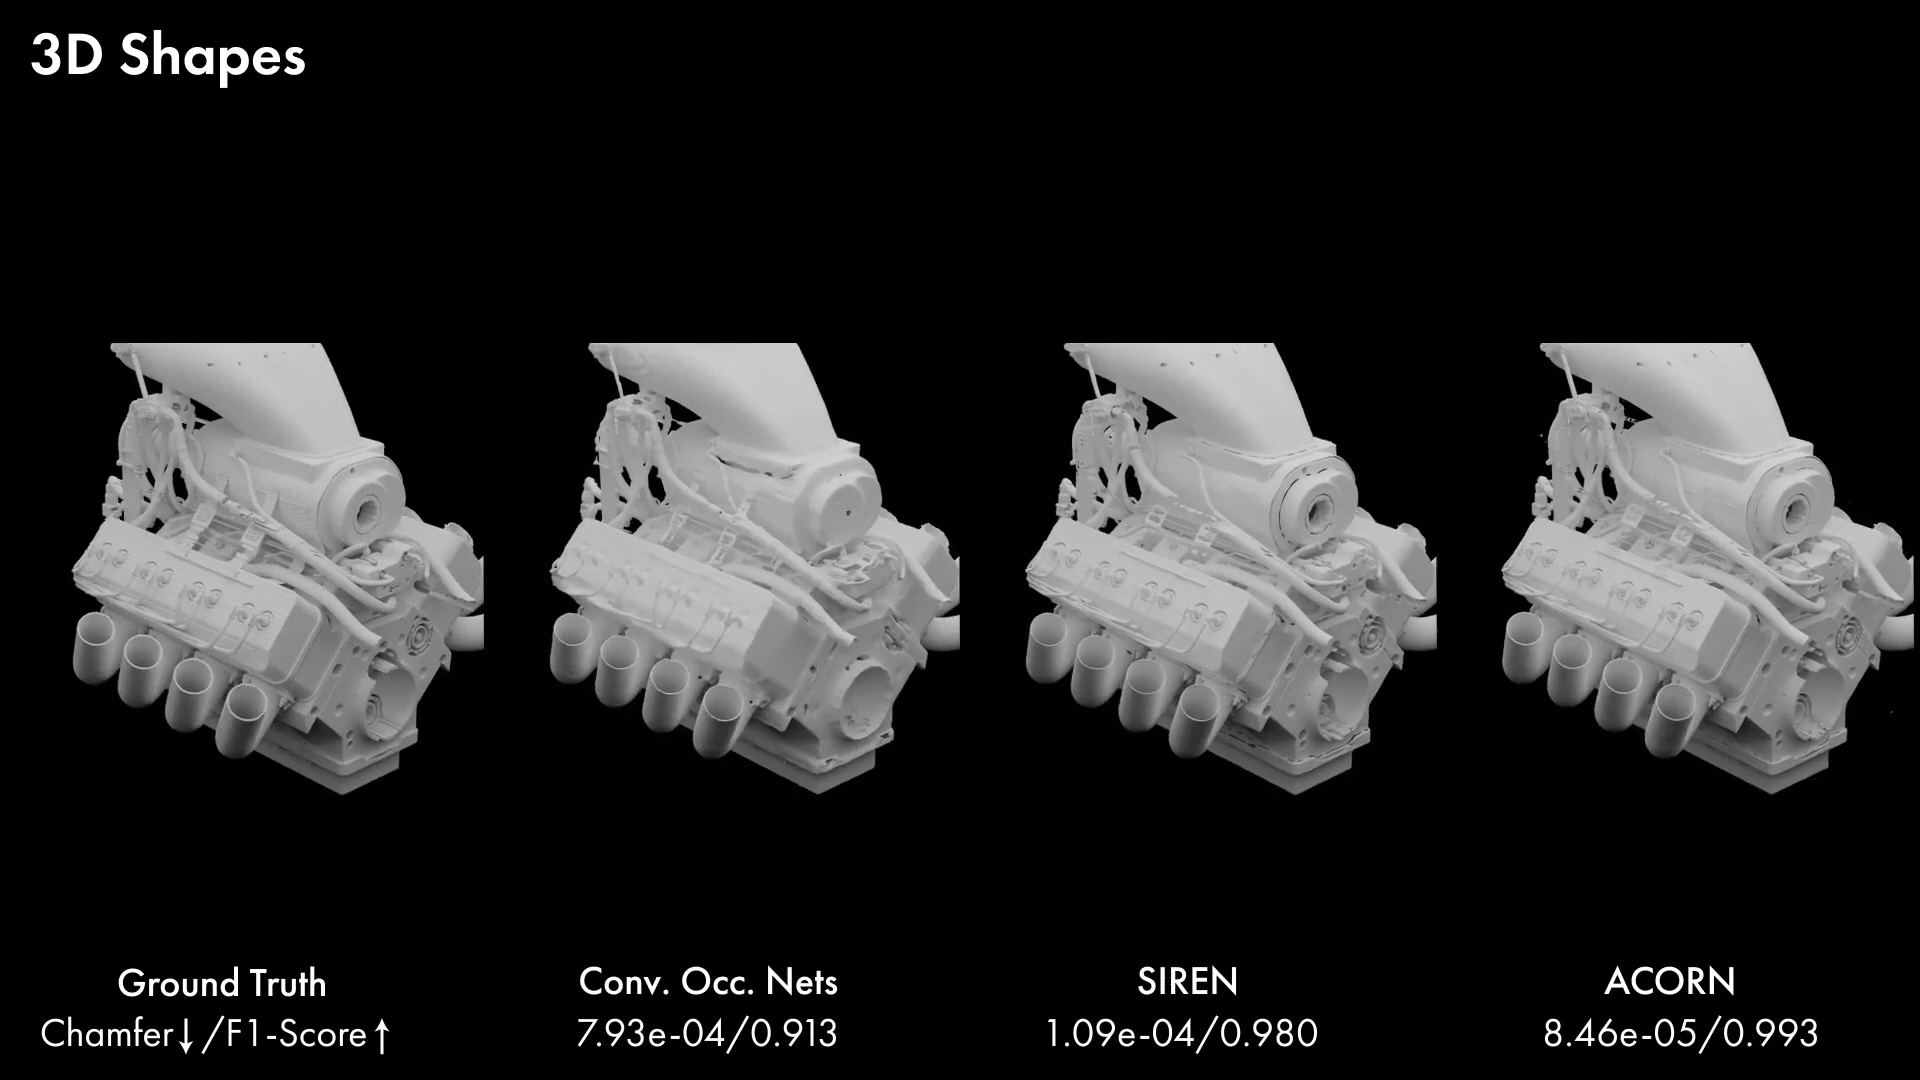 3D Shapes
Ground Truth
Chamfer↓/F1-Score↑
Conv. Occ. Nets
7.93e-04/0.913
SIREN
1.09e-04/0.980
ACORN
8.46e-05/0.993